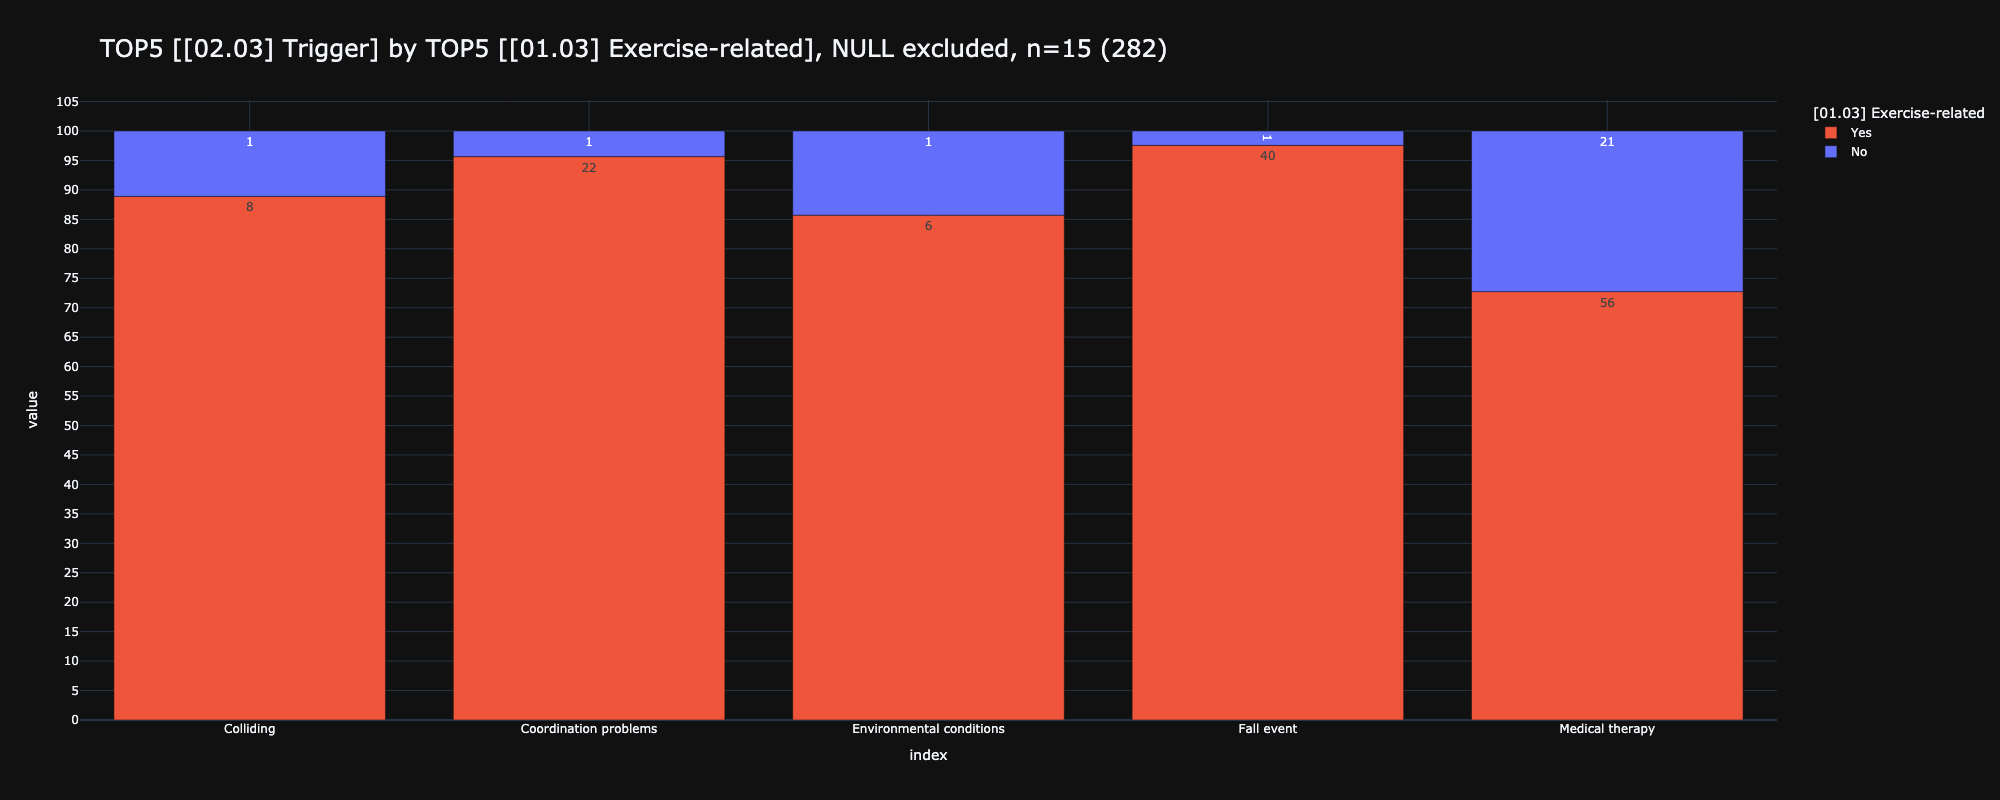 TOP5 [[02.03] Trigger] by TOP5 [[01.03] Exercise-related], NULL excluded, n=15 (282)
[01.03] Exercise-related
Yes
No
value
105
100
95
90
85
80
75
70
65
60
55
50
45
40
35
30
25
20
15
10
5
0
1
8
1
22
1
6
1
40
21
56
Colliding
Coordination problems
Environmental conditions
Fall event
Medical therapy
index